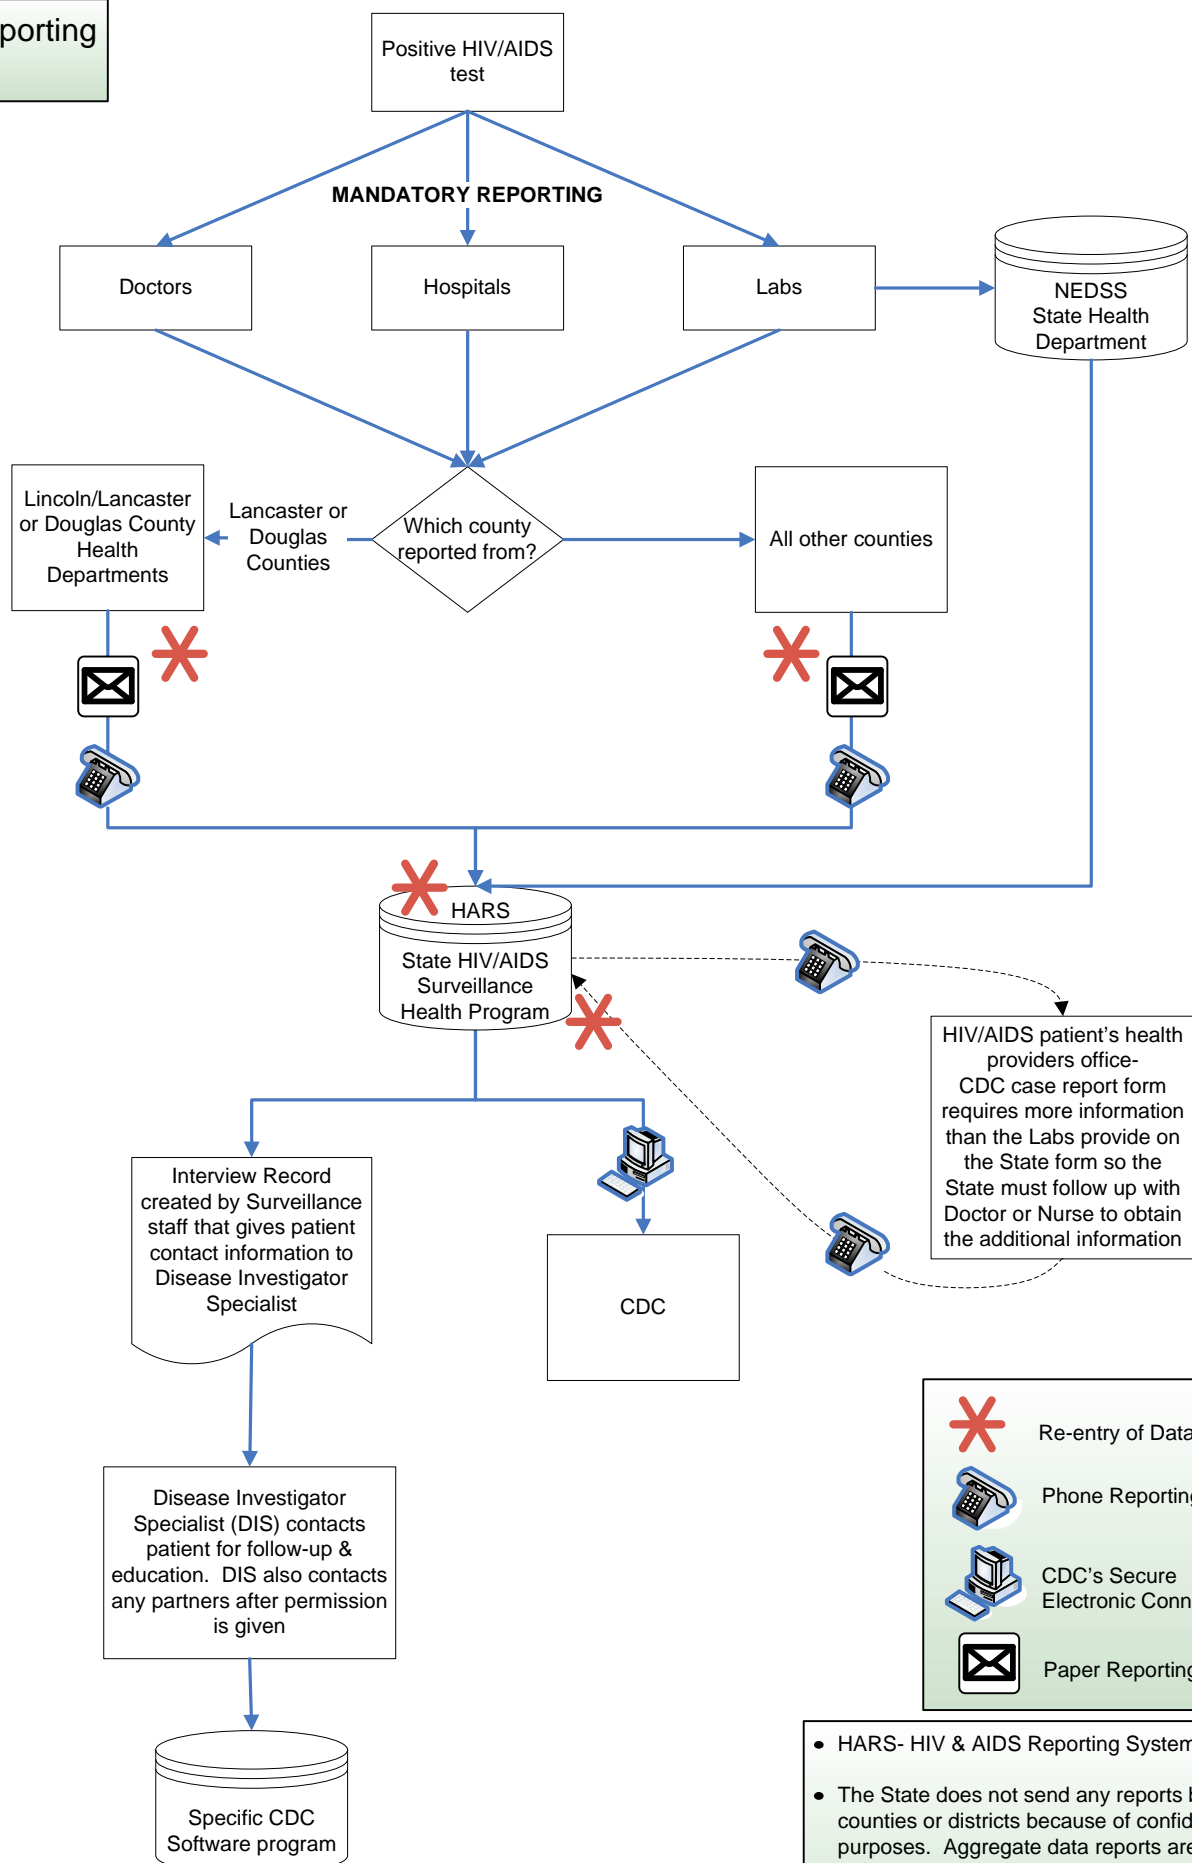 porting
Positive HIV/AIDS
test
MANDATORY REPORTING
Doctors
Hospitals
Labs
NEDSS
State Health
Department
Lincoln/Lancaster
or Douglas County
Health
Departments
Lancaster or
Douglas
Counties
Which county
reported from?
All other counties
HARS
State HIV/AIDS
Surveillance
Health Program
HIV/AIDS patient's health
providers office-
CDC case report form
requires more information
than the Labs provide on
the State form so the
State must follow up with
Doctor or Nurse to obtain
the additional information
Interview Record
created by Surveillance
staff that gives patient
contact information to
Disease Investigator
Specialist
CDC
Disease Investigator
Specialist (DIS) contacts
patient for follow-up &
education. DIS also contacts
any partners after permission
is given
Specific CDC
Software program
Re-entry of Data
Phone Reporting
CDC's Secure
Electronic Conn
Paper Reporting
• HARS- HIV & AIDS Reporting System
• The State does not send any reports b
counties or districts because of confid
purposes. Aggregate data reports are